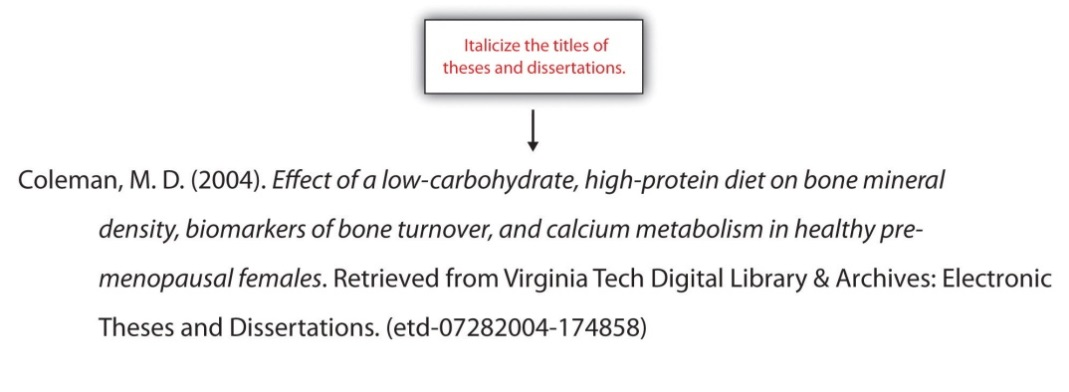 Italicize the titles of
theses and dissertations.
Coleman, M. D. (2004). Effect of a low-carbohydrate, high-protein diet on bone mineral
density, biomarkers of bone turnover, and calcium metabolism in healthy pre-
menopausal females. Retrieved from Virginia Tech Digital Library & Archives: Electronic
Theses and Dissertations. (etd-07282004-174858)